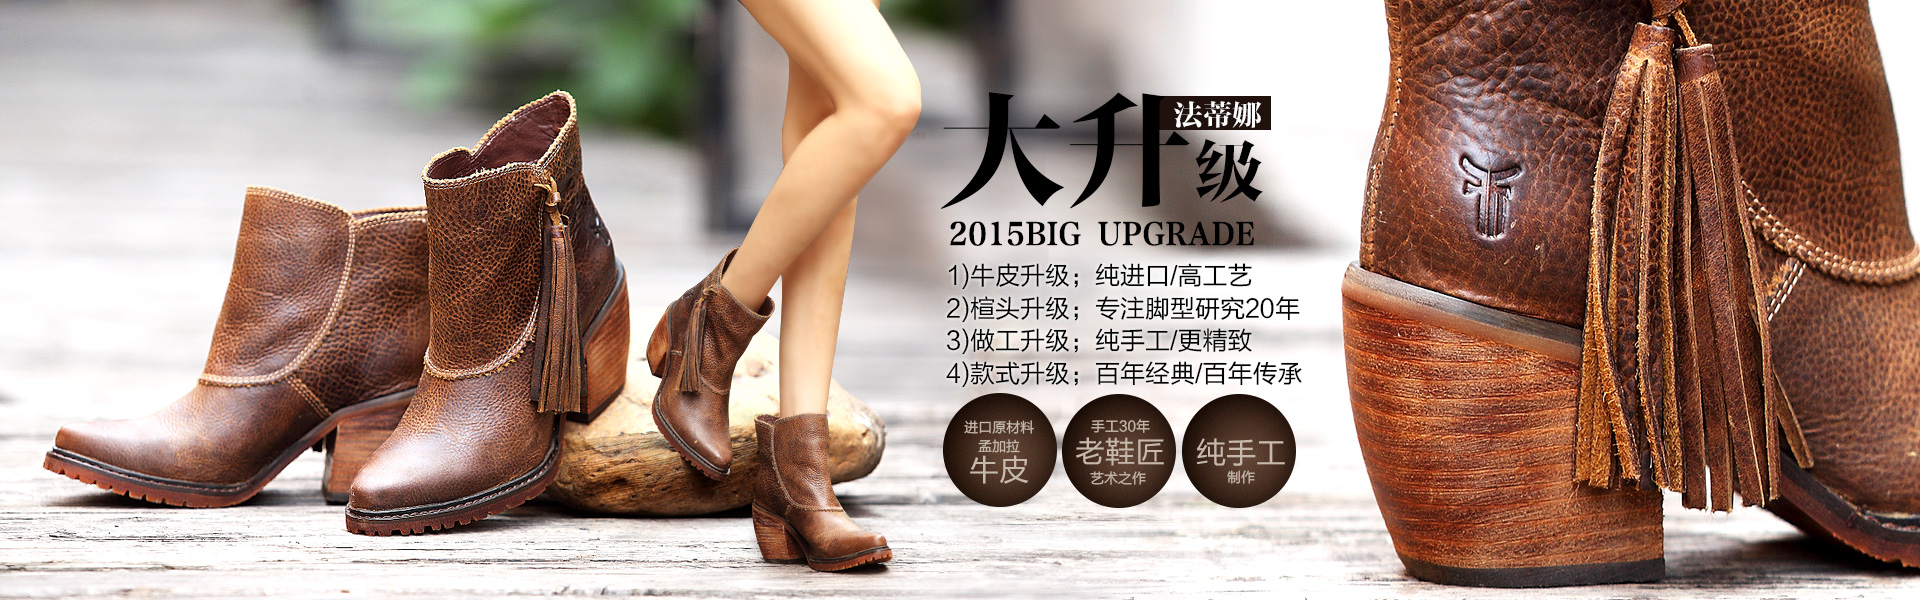 大升级
法蒂娜
2015BIG UPGRADE
1)牛皮升级；纯进口/高工艺
2)楦头升级；专注脚型研究20年
3)做工升级；纯手工/更精致
4)款式升级；百年经典/百年传承
进口原材料
孟加拉
牛皮
手工30年
老鞋匠
艺术之作
纯手工
制作